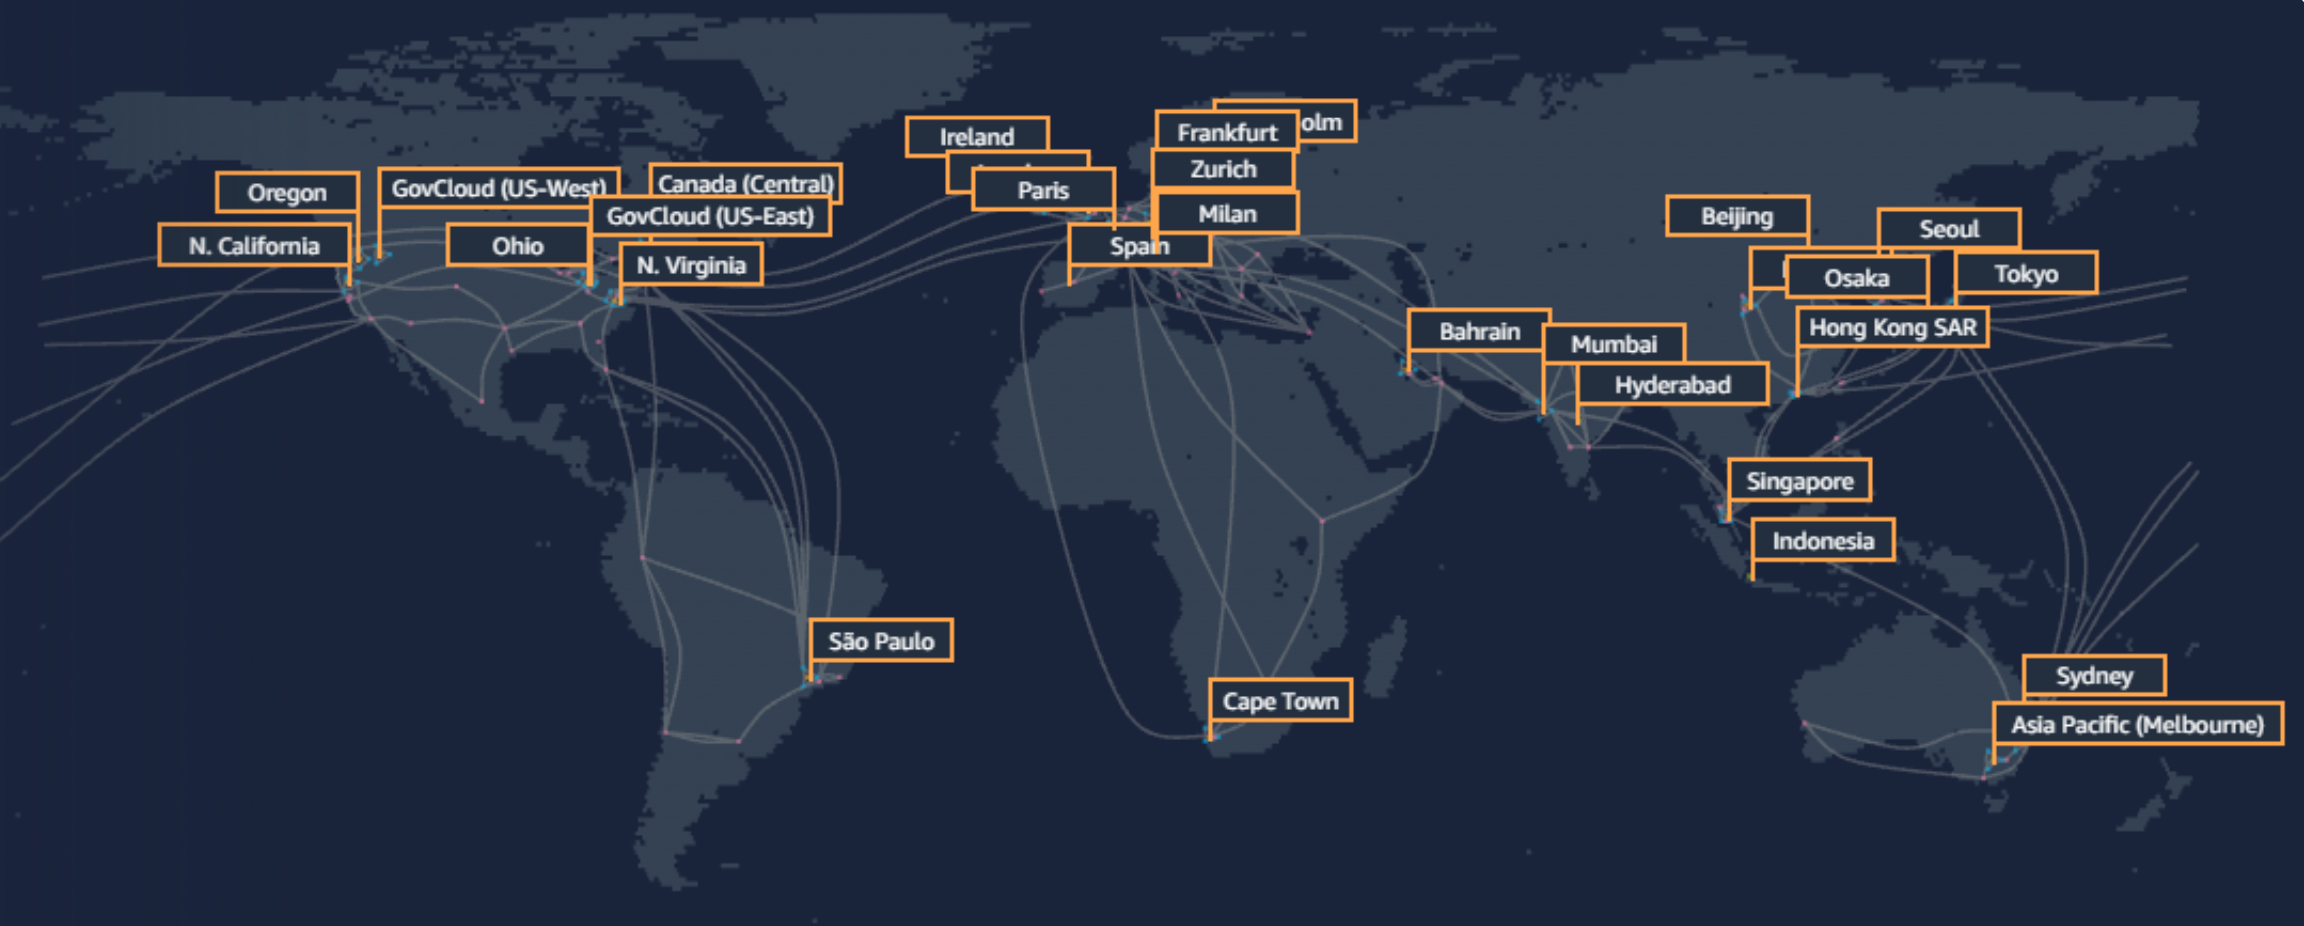 olm
Frankfurt
Ireland
Zurich
Canada (Central)
GovCloud (US-West)
Paris
Oregon
Milan
GovCloud (US-East)
Beijing
Seoul
N. California
Ohio
Spain
N. Virginia
Tokyo
Osaka
Hong Kong SAR
Bahrain
Mumbai
Hyderabad
Singapore
Indonesia
São Paulo
Sydney
Cape Town
Asia Pacific (Melbourne)